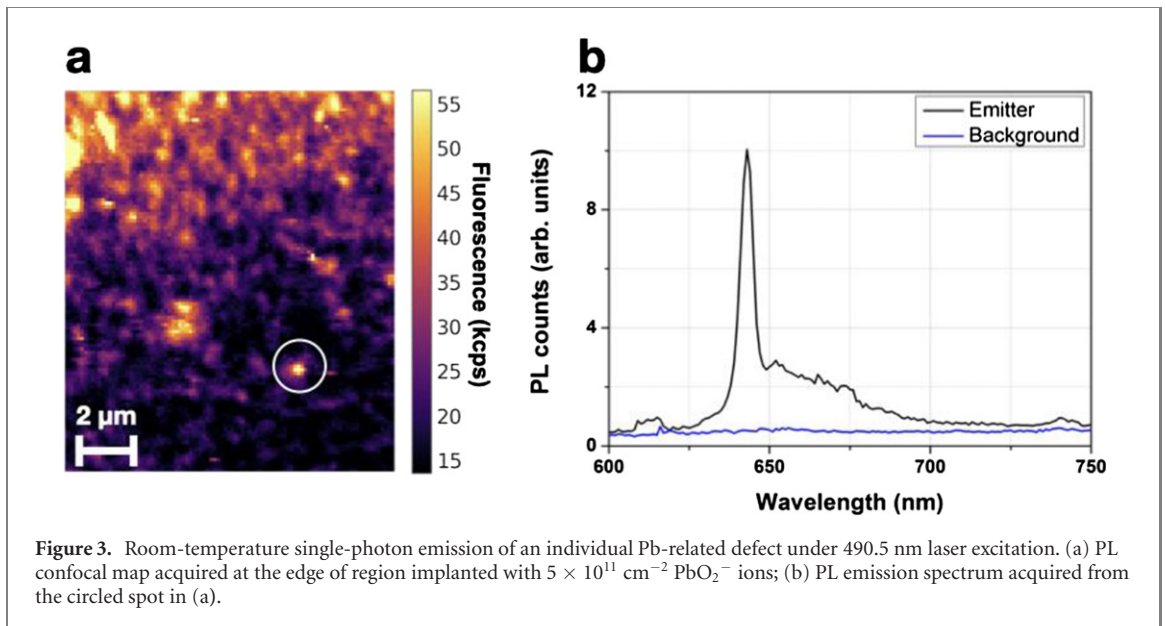 a
55
50
45
40
35
30
25
20
15
Fluorescence (kcps)
2 μm
b
12
8
4
0
PL counts (arb. units)
Emitter
Background
600
650
700
750
Wavelength (nm)
Figure 3. Room-temperature single-photon emission of an individual Pb-related defect under 490.5 nm laser excitation. (a) PL
confocal map acquired at the edge of region implanted with 5 × 10¹¹ cm⁻² PbO₂⁻ ions; (b) PL emission spectrum acquired from
the circled spot in (a).